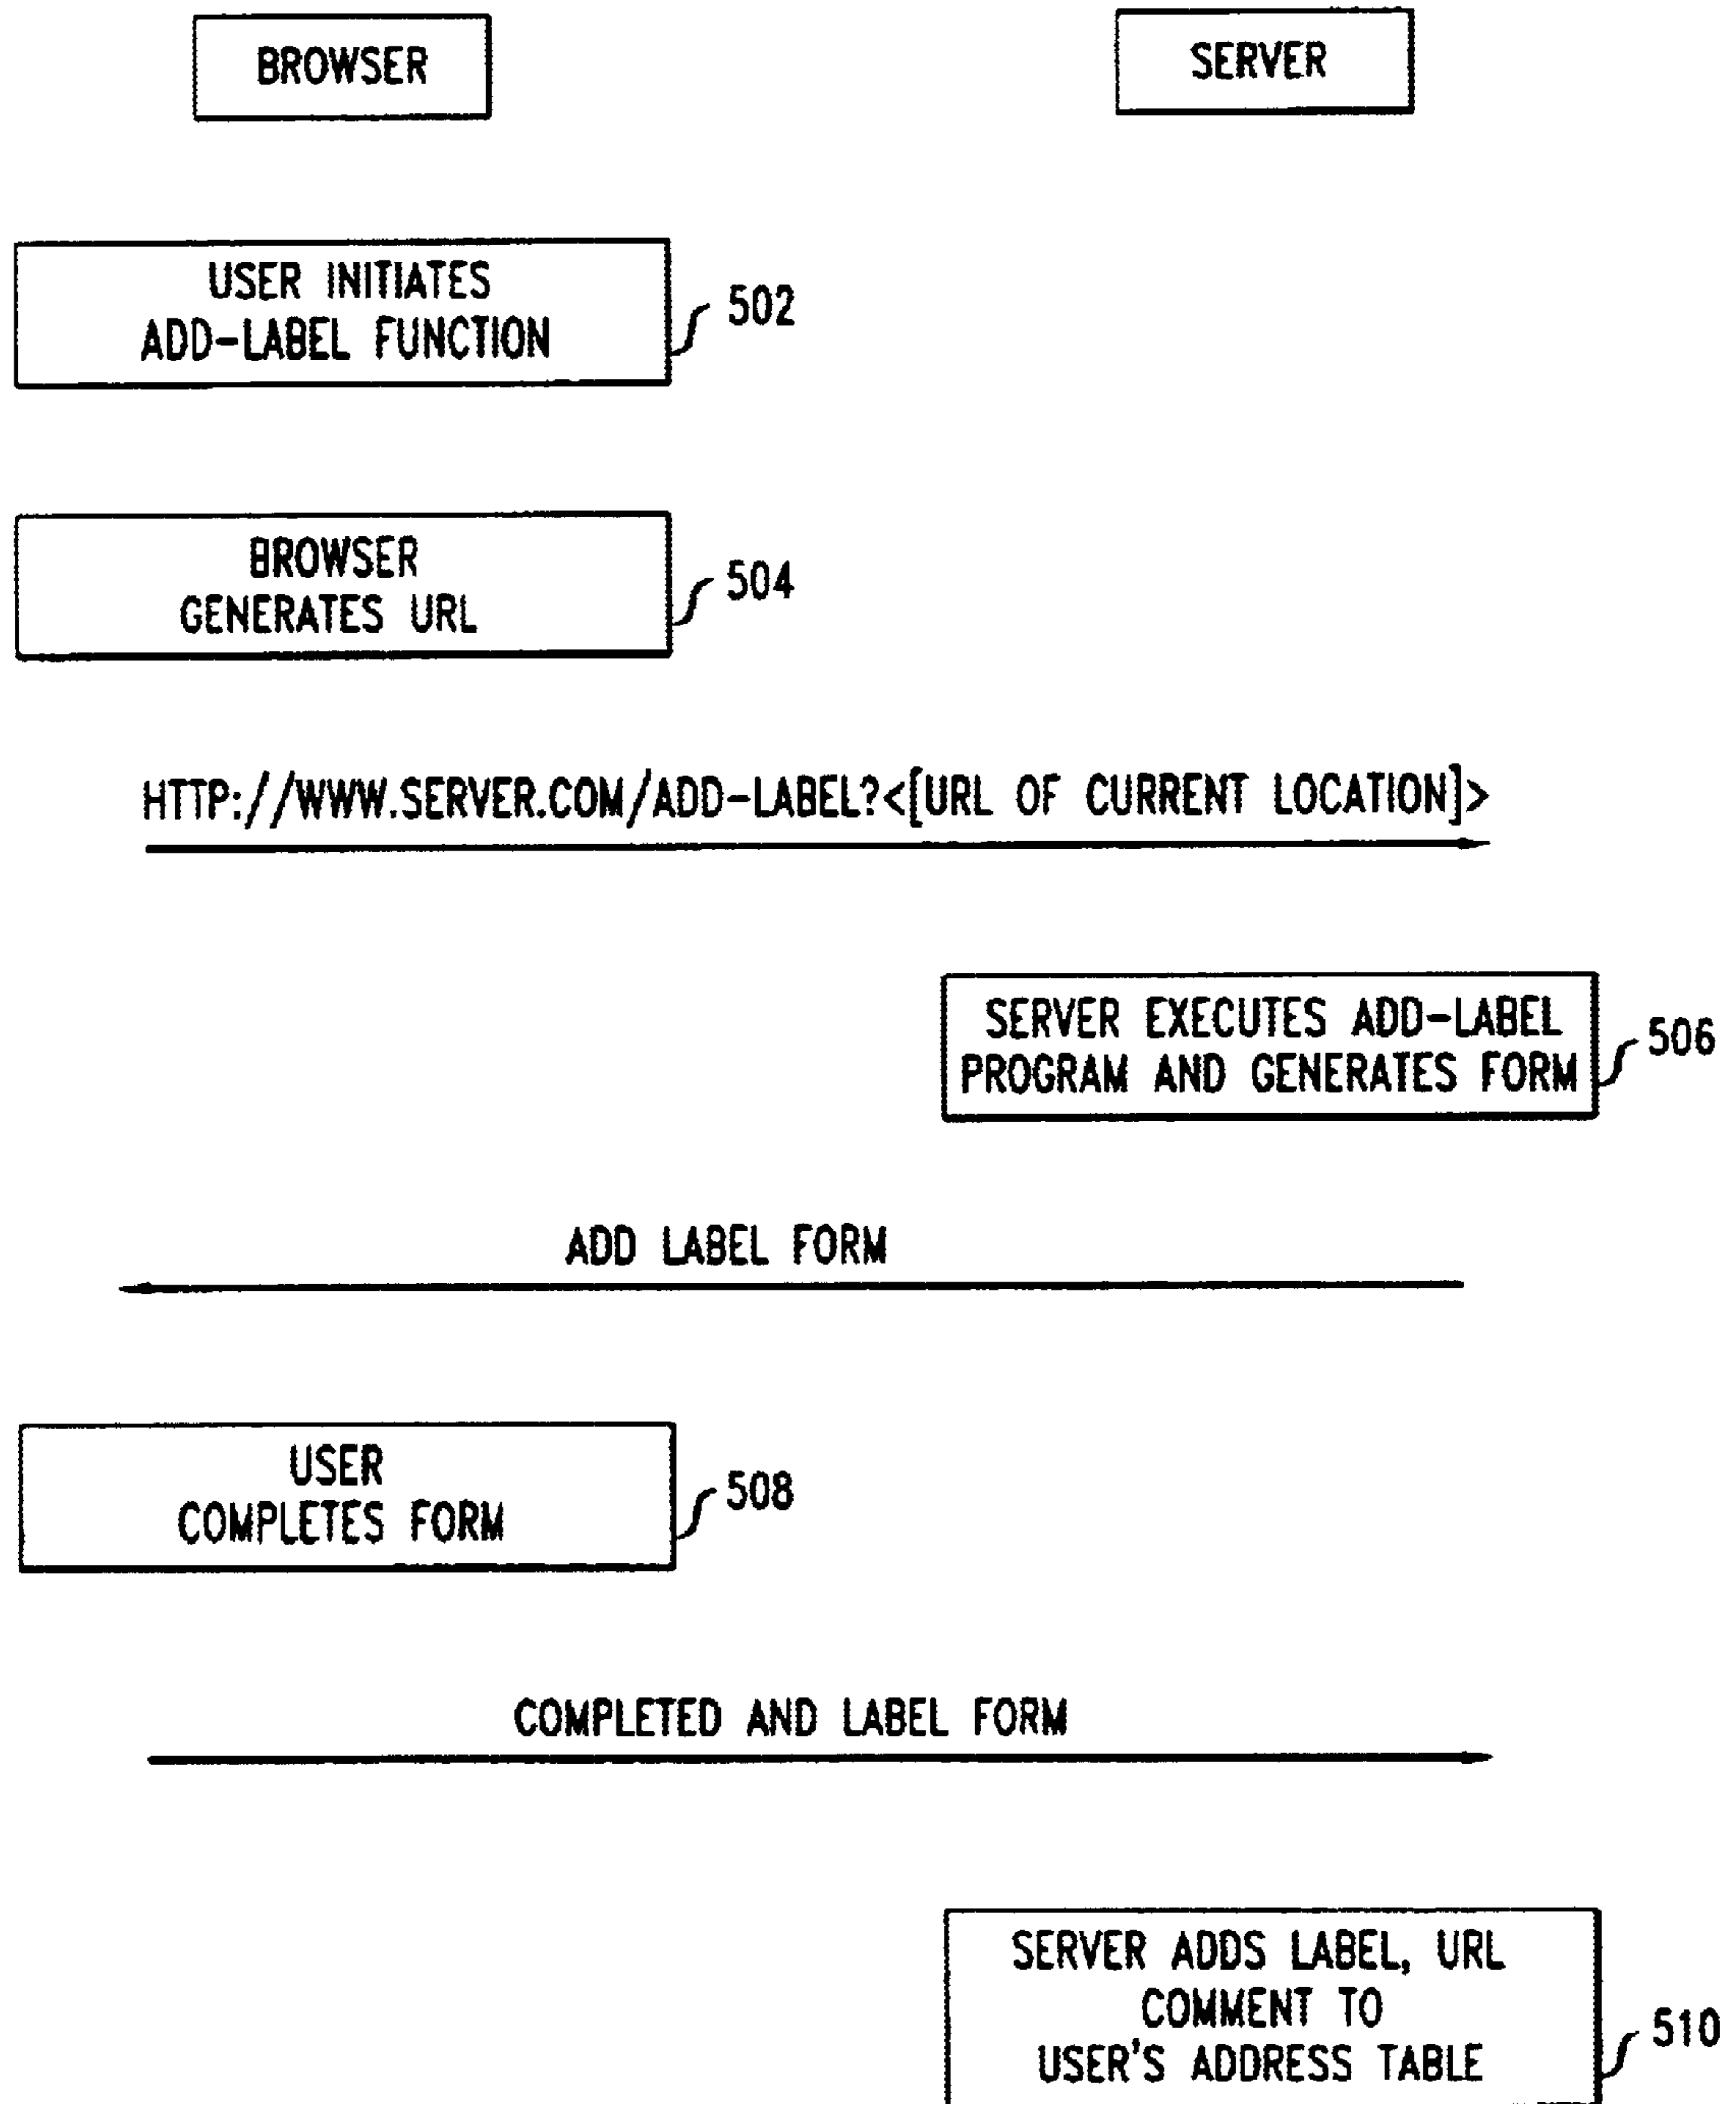 BROWSER
SERVER
USER INITIATES
ADD-LABEL FUNCTION
502
BROWSER
GENERATES URL
504
HTTP://WWW.SERVER.COM/ADD-LABEL?<[URL OF CURRENT LOCATION]>
SERVER EXECUTES ADD-LABEL
PROGRAM AND GENERATES FORM
506
ADD LABEL FORM
USER
COMPLETES FORM
508
COMPLETED AND LABEL FORM
SERVER ADDS LABEL, URL
COMMENT TO
USER'S ADDRESS TABLE
510